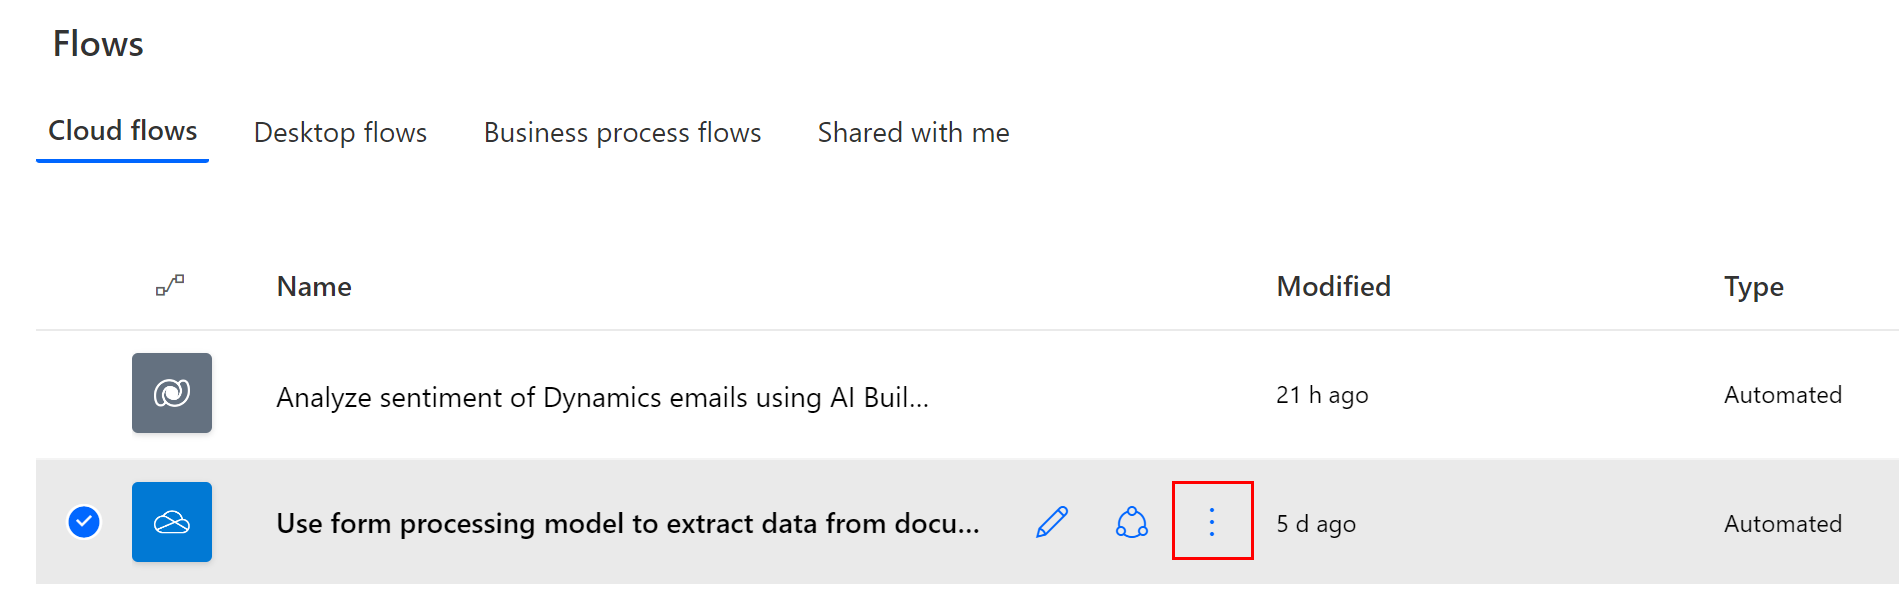 Flows
Cloud flows Desktop flows Business process flows Shared with me
Name Modified Type
Analyze sentiment of Dynamics emails using AI Buil... 21 h ago Automated
Use form processing model to extract data from docu... 5 d ago Automated